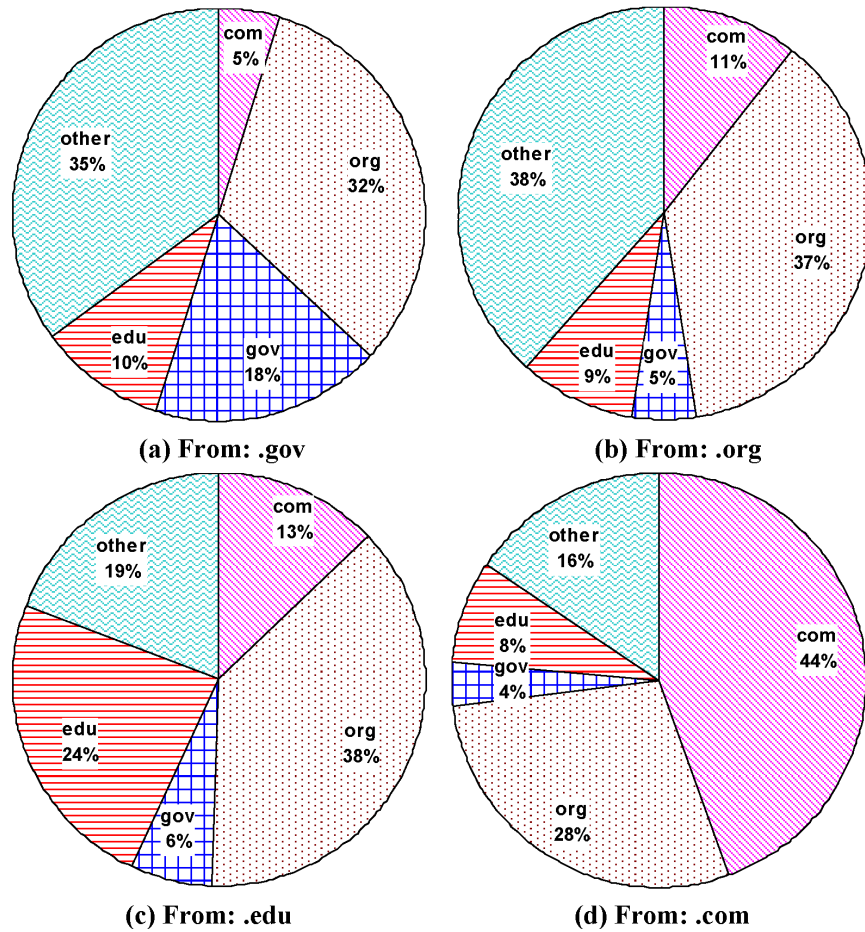 com
5%
org
32%
gov
18%
edu
10%
other
35%
(a) From: .gov
com
11%
org
37%
gov
5%
edu
9%
other
38%
(b) From: .org
com
13%
org
38%
gov
6%
edu
24%
other
19%
(c) From: .edu
com
44%
org
28%
gov
4%
edu
8%
other
16%
(d) From: .com